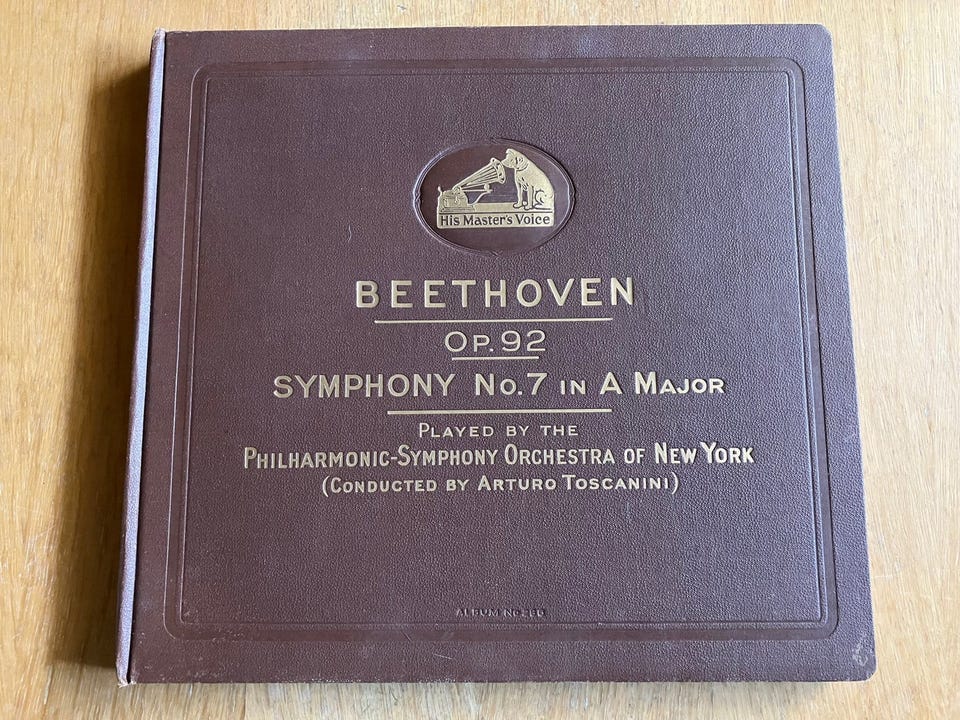 His Master's Voice
BEETHOVEN
OP. 92
SYMPHONY No. 7 IN A MAJOR
PLAYED BY THE
PHILHARMONIC-SYMPHONY ORCHESTRA OF NEW YORK
(CONDUCTED BY ARTURO TOSCANINI)
ALBUM No.